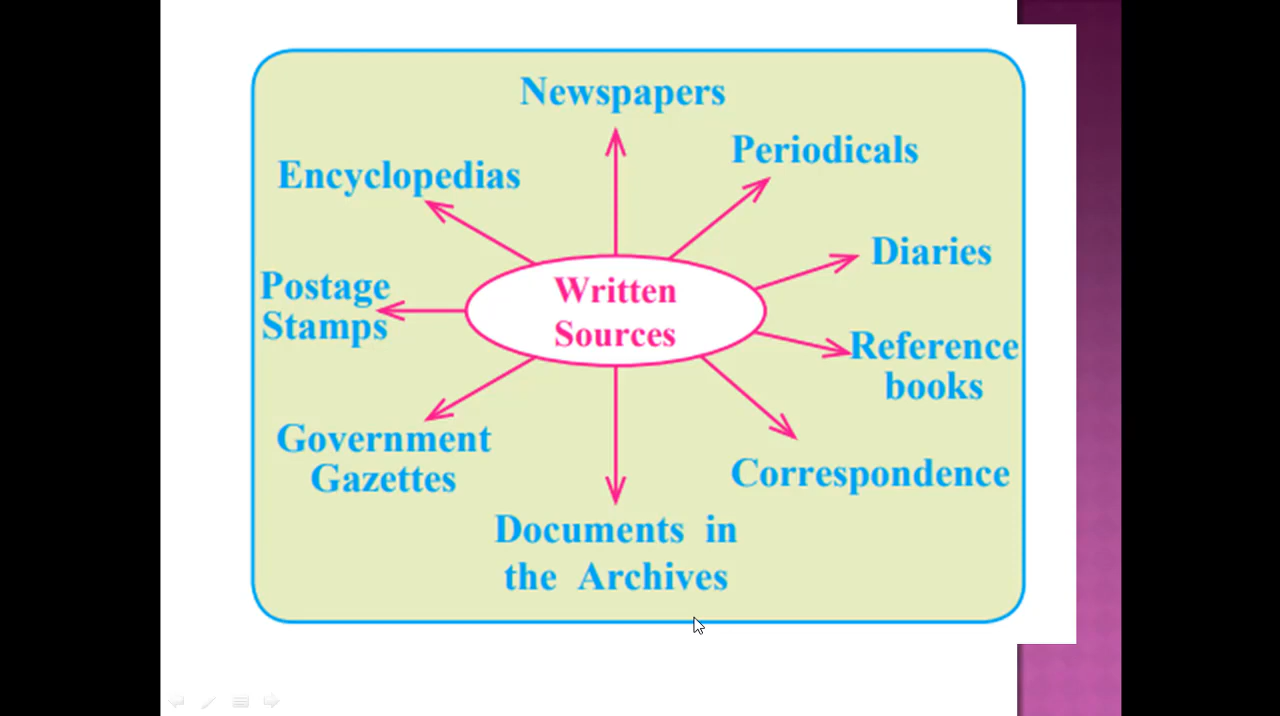 Newspapers
Periodicals
Encyclopedias
Diaries
Postage
Stamps
Written
Sources
Reference
books
Government
Gazettes
Correspondence
Documents in
the Archives